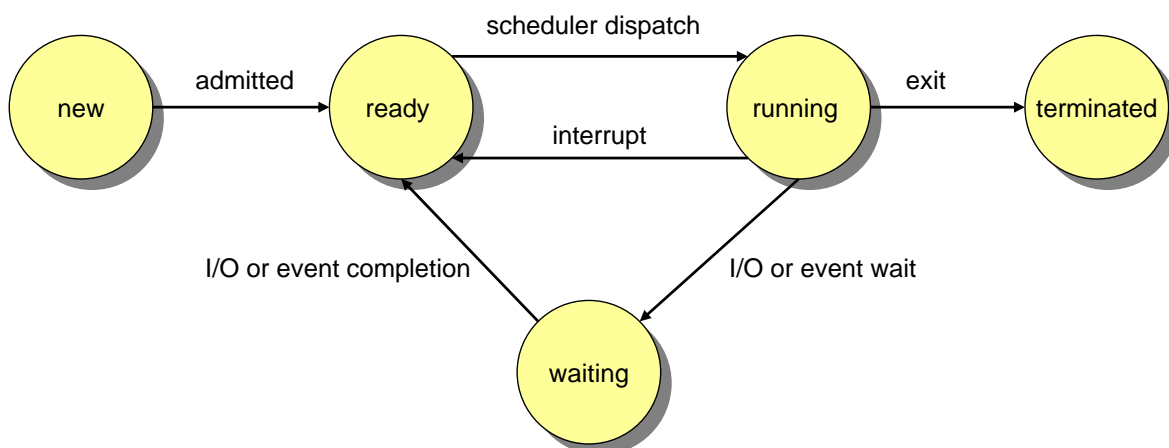 scheduler dispatch
admitted
exit
new
ready
running
terminated
interrupt
I/O or event completion
I/O or event wait
waiting